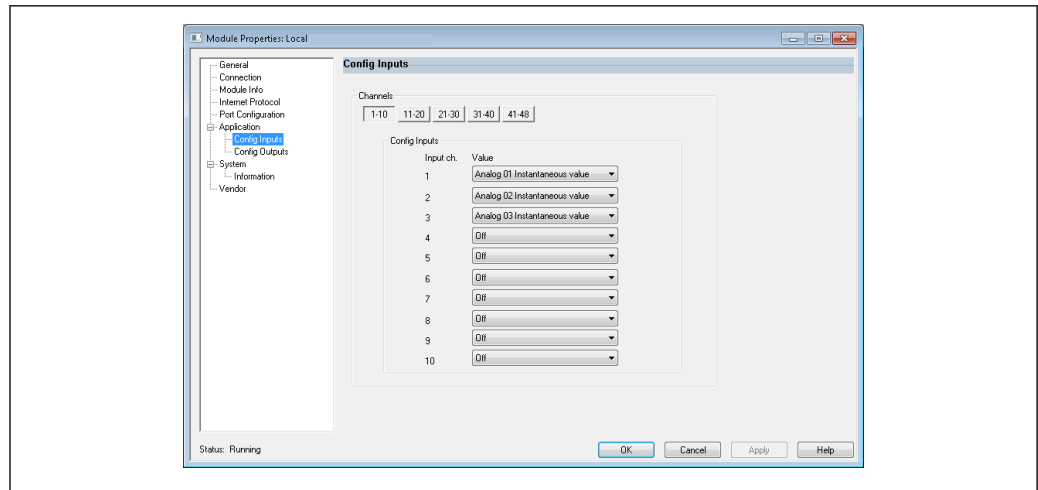 Module Properties: Local
General
Connection
Module Info
Internet Protocol
Port Configuration
Application
Config Inputs
Config Outputs
System
Information
Vendor
Config Inputs
Channels
1-10 11-20 21-30 31-40 41-48
Config Inputs
Input ch. Value
1 Analog 01 Instantaneous value
2 Analog 02 Instantaneous value
3 Analog 03 Instantaneous value
4 Off
5 Off
6 Off
7 Off
8 Off
9 Off
10 Off
Status: Running
OK Cancel Apply Help